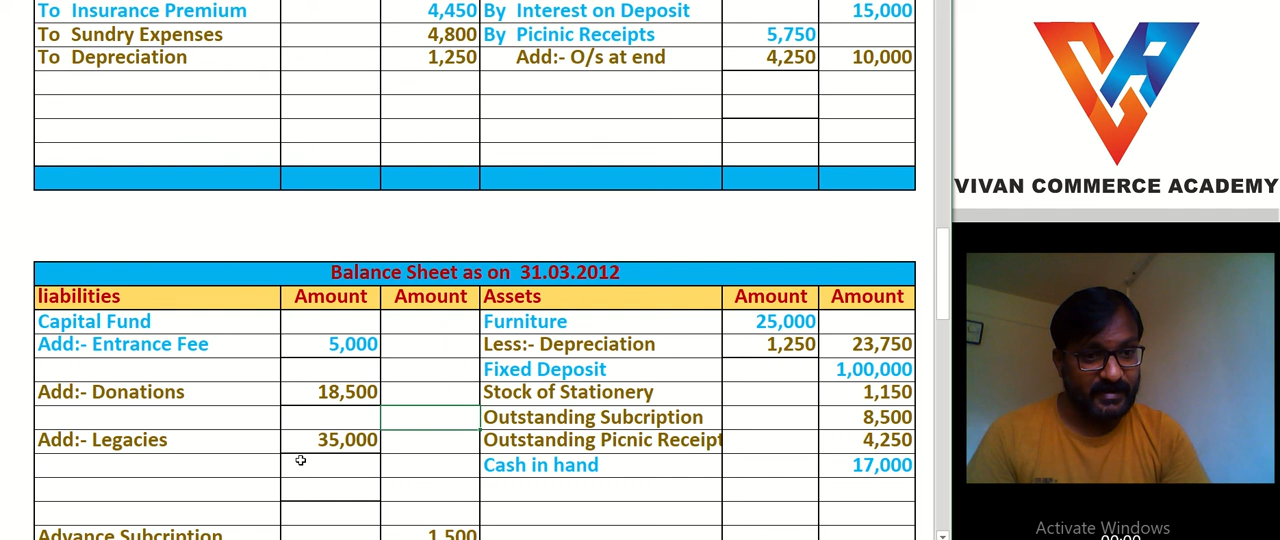 To Insurance Premium 4,450 By Interest on Deposit 15,000
To Sundry Expenses 4,800 By Picinic Receipts 5,750
To Depreciation 1,250 Add:- O/s at end 4,250 10,000
Balance Sheet as on 31.03.2012
liabilities Amount Amount Assets Amount Amount
Capital Fund Furniture 25,000
Add:- Entrance Fee 5,000 Less:- Depreciation 1,250 23,750
Fixed Deposit 1,00,000
Add:- Donations 18,500 Stock of Stationery 1,150
Outstanding Subcription 8,500
Add:- Legacies 35,000 Outstanding Picnic Receipt 4,250
Cash in hand 17,000
Advance Subcription 1,500
VIVAN COMMERCE ACADEMY
Activate Windows
00:00